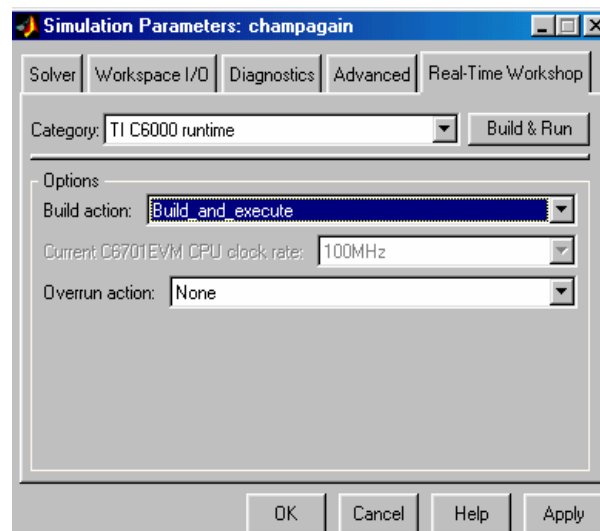 Simulation Parameters: champagain
Solver Workspace I/O Diagnostics Advanced Real-Time Workshop
Category: TI C6000 runtime Build & Run
Options
Build action: Build_and_execute
Current C6701EVM CPU clock rate: 100MHz
Overrun action: None
OK Cancel Help Apply